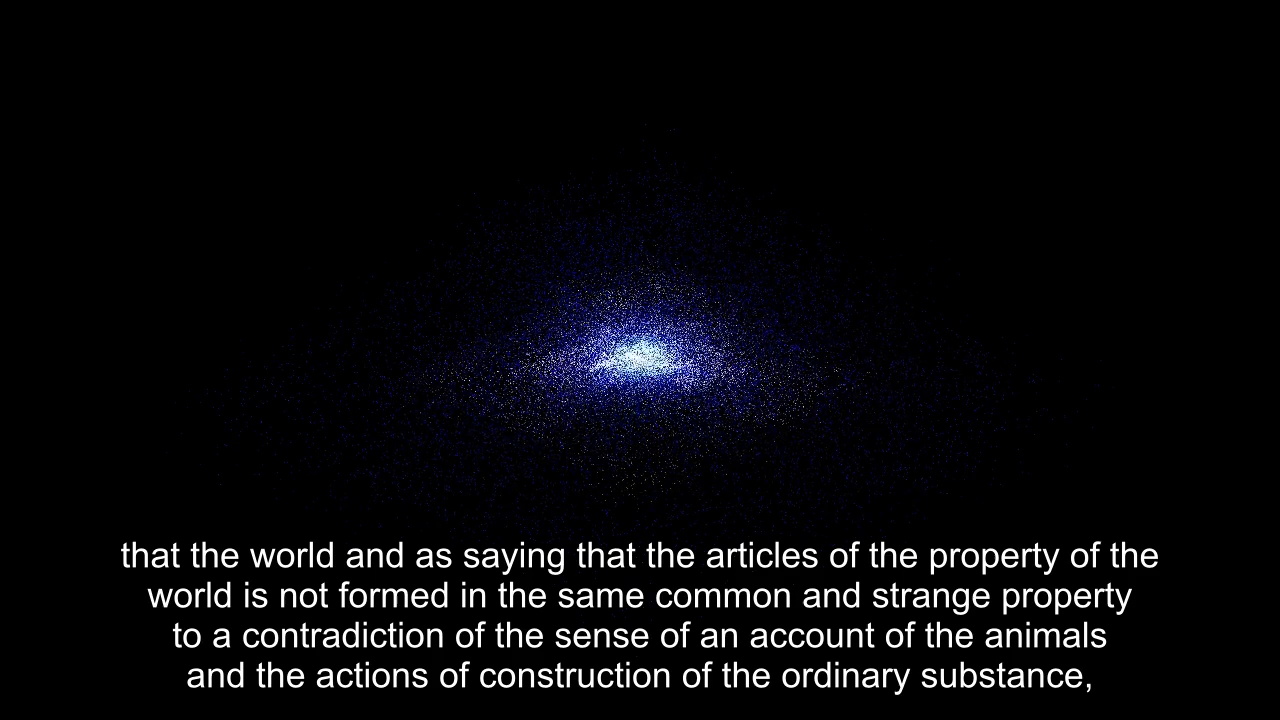 that the world and as saying that the articles of the property of the
world is not formed in the same common and strange property
to a contradiction of the sense of an account of the animals
and the actions of construction of the ordinary substance,